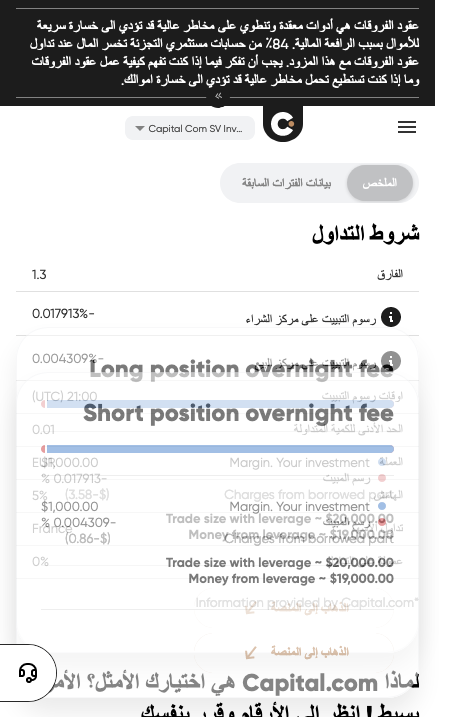 عقود الفروقات هي أدوات معقدة وتنطوي على مخاطر عالية قد تؤدي الى خسارة سريعة
للأموال بسبب الرافعة المالية. 84٪ من حسابات مستثمري التجزئة تخسر المال عند تداول
عقود الفروقات مع هذا المزود. يجب أن تفكر فيما إذا كنت تفهم كيفية عمل عقود الفروقات
وما إذا كنت تستطيع تحمل مخاطر عالية قد تؤدي الى خسارة اموالك.
Capital Com SV Inv...
الملخص
بيانات الفترات السابقة
شروط التداول
الفارق
1.3
رسوم التبييت على مركز الشراء
0.017913%-
رسوم التبييت على مركز البيع
0.004309%-
Long position overnight fee
اوقات رسوم التبييت
21:00 (UTC)
Short position overnight fee
الحد الأدنى للكمية المتداولة
0.01
العملة
EUR
Margin. Your investment
$1,000.00
رسم المبيت
% 0.017913-
Charges from borrowed part
(3.58-$)
الهامش
5%
Margin. Your investment
$1,000.00
Trade size with leverage ~ $20,000.00
رسم المبيت
% 0.004309-
France
Money from leverage ~ $19,000.00
Charges from borrowed part
(0.86-$)
Trade size with leverage ~ $20,000.00
0%
Money from leverage ~ $19,000.00
Information provided by Capital.com*
الذهاب إلى المنصة
الذهاب إلى المنصة
لماذا Capital.com هي اختيارك الأمثل؟
بسيط ! انظر إلى الأرقام وقرر بنفسك